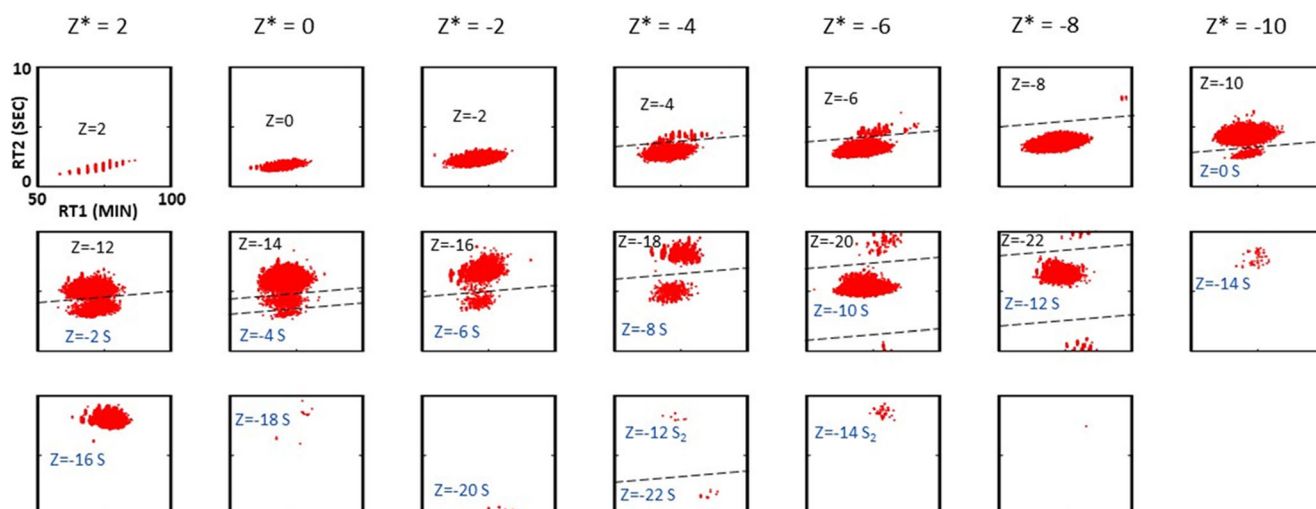 Z* = 2 Z* = 0 Z* = -2 Z* = -4 Z* = -6 Z* = -8 Z* = -10
10
RT2 (SEC)
0
50 100
RT1 (MIN)
Z=2
Z=0
Z=-2
Z=-4
Z=-6
Z=-8
Z=-10
Z=0 S
Z=-12
Z=-2 S
Z=-14
Z=-4 S
Z=-16
Z=-6 S
Z=-18
Z=-8 S
Z=-20
Z=-10 S
Z=-22
Z=-12 S
Z=-14 S
Z=-16 S
Z=-18 S
Z=-20 S
Z=-12 S₂
Z=-22 S
Z=-14 S₂